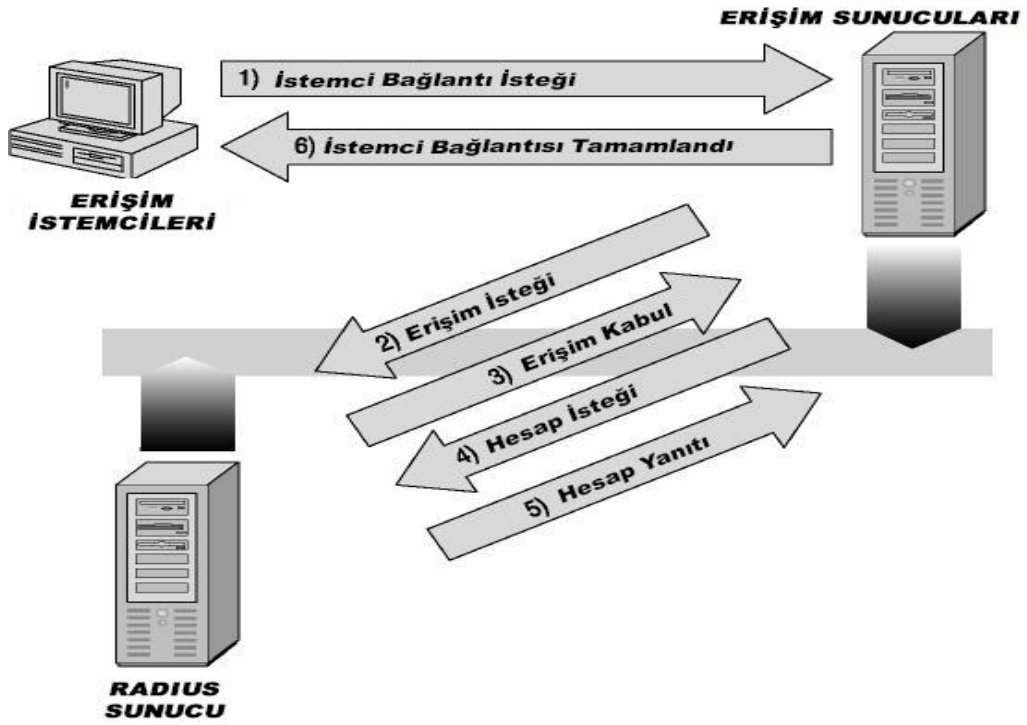 ERİŞİM SUNUCULARI
1) İstemci Bağlantı İsteği
6) İstemci Bağlantısı Tamamlandı
ERİŞİM
İSTEMCİLERİ
2) Erişim İsteği
3) Erişim Kabul
4) Hesap İsteği
5) Hesap Yanıtı
RADIUS
SUNUCU